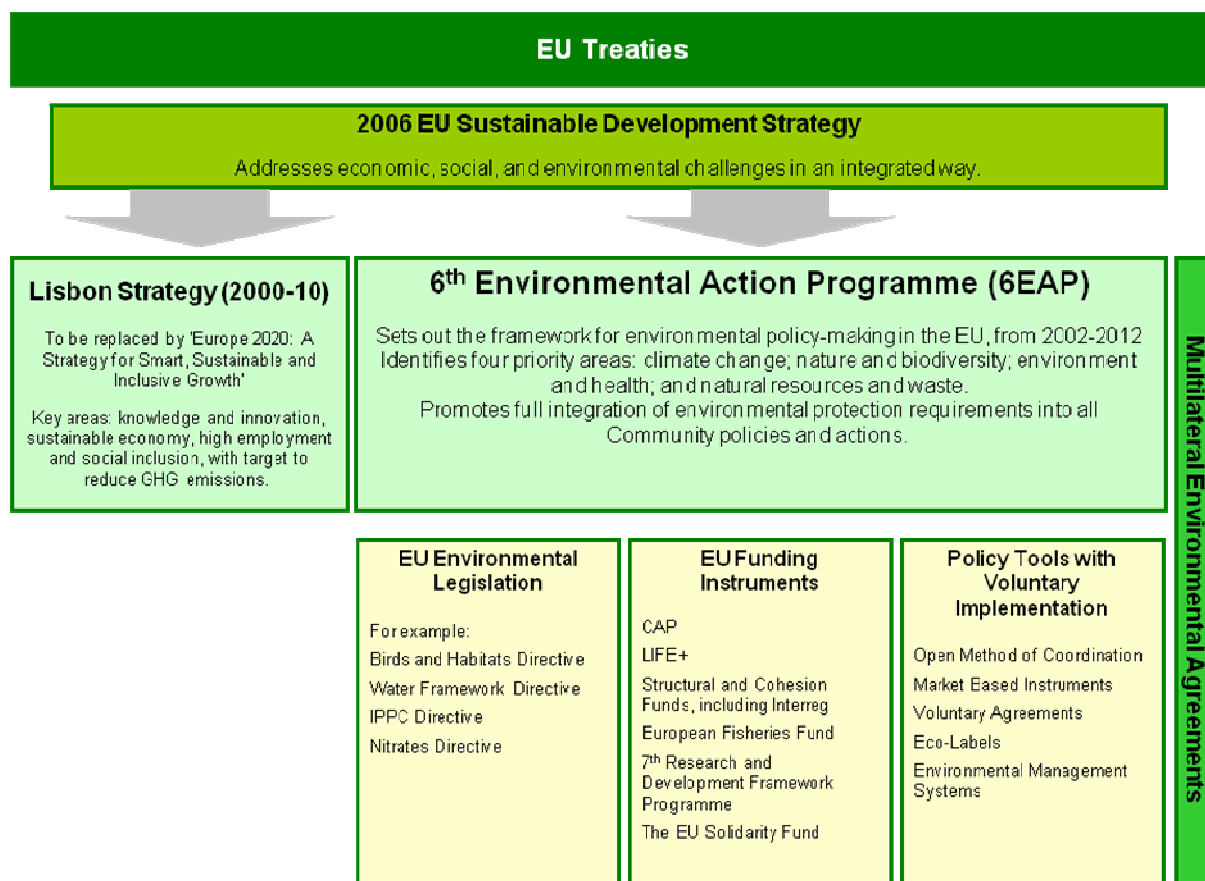 EU Treaties
2006 EU Sustainable Development Strategy
Addresses economic, social, and environmental challenges in an integrated way.
Lisbon Strategy (2000-10)
To be replaced by 'Europe 2020: A
Strategy for Smart, Sustainable and
Inclusive Growth'
Key areas: knowledge and innovation,
sustainable economy, high employment
and social inclusion, with target to
reduce GHG emissions.
6th Environmental Action Programme (6EAP)
Sets out the framework for environmental policy-making in the EU, from 2002-2012
Identifies four priority areas: climate change; nature and biodiversity; environment
and health; and natural resources and waste.
Promotes full integration of environmental protection requirements into all
Community policies and actions.
EU Environmental
Legislation
For example:
Birds and Habitats Directive
Water Framework Directive
IPPC Directive
Nitrates Directive
EU Funding
Instruments
CAP
LIFE+
Structural and Cohesion
Funds, including Interreg
European Fisheries Fund
7th Research and
Development Framework
Programme
The EU Solidarity Fund
Policy Tools with
Voluntary
Implementation
Open Method of Coordination
Market Based Instruments
Voluntary Agreements
Eco-Labels
Environmental Management
Systems
Multilateral Environmental Agreements